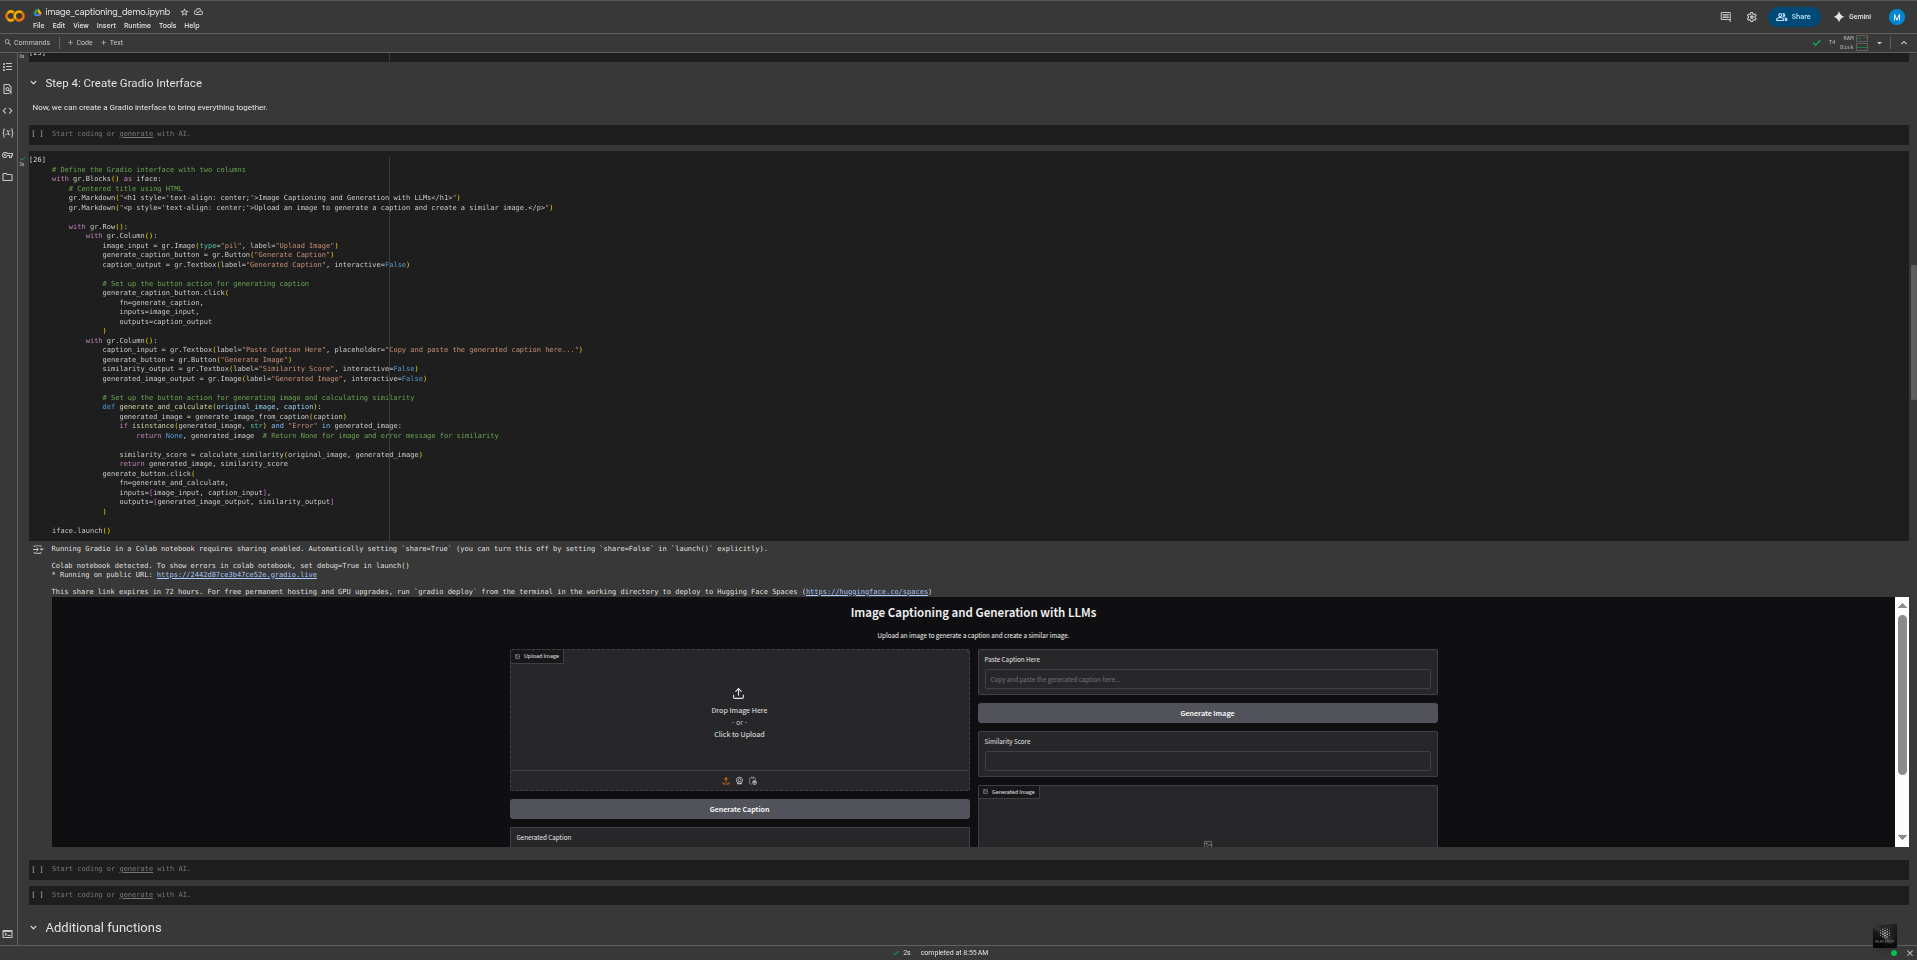 image_captioning_demo.ipynb
File Edit View Insert Runtime Tools Help
Share
Gemini
M
Commands + Code + Text
T4 RAM Disk
Step 4: Create Gradio Interface
Now, we can create a Gradio interface to bring everything together.
[ ] Start coding or generate with AI.
[26]
# Define the Gradio interface with two columns
with gr.Blocks() as iface:
# Centered title using HTML
gr.Markdown("<h1 style='text-align: center;'>Image Captioning and Generation with LLMs</h1>")
gr.Markdown("<p style='text-align: center;'>Upload an image to generate a caption and create a similar image.</p>")
with gr.Row():
with gr.Column():
image_input = gr.Image(type="pil", label="Upload Image")
generate_caption_button = gr.Button("Generate Caption")
caption_output = gr.Textbox(label="Generated Caption", interactive=False)
# Set up the button action for generating caption
generate_caption_button.click(
fn=generate_caption,
inputs=image_input,
outputs=caption_output
)
with gr.Column():
caption_input = gr.Textbox(label="Paste Caption Here", placeholder="Copy and paste the generated caption here...")
generate_button = gr.Button("Generate Image")
similarity_output = gr.Textbox(label="Similarity Score", interactive=False)
generated_image_output = gr.Image(label="Generated Image", interactive=False)
# Set up the button action for generating image and calculating similarity
def generate_and_calculate(original_image, caption):
generated_image = generate_image_from_caption(caption)
if isinstance(generated_image, str) and "Error" in generated_image:
return None, generated_image # Return None for image and error message for similarity
similarity_score = calculate_similarity(original_image, generated_image)
return generated_image, similarity_score
generate_button.click(
fn=generate_and_calculate,
inputs=[image_input, caption_input],
outputs=[generated_image_output, similarity_output]
)
iface.launch()
Running Gradio in a Colab notebook requires sharing enabled. Automatically setting `share=True` (you can turn this off by setting `share=False` in `launch()` explicitly).
Colab notebook detected. To show errors in colab notebook, set debug=True in launch()
* Running on public URL: https://2442d87ce3b47ce52e.gradio.live
This share link expires in 72 hours. For free permanent hosting and GPU upgrades, run `gradio deploy` from the terminal in the working directory to deploy to Hugging Face Spaces (https://huggingface.co/spaces)
Image Captioning and Generation with LLMs
Upload an image to generate a caption and create a similar image.
Upload Image
Drop Image Here
- or -
Click to Upload
Generate Caption
Generated Caption
Paste Caption Here
Copy and paste the generated caption here...
Generate Image
Similarity Score
Generated Image
[ ] Start coding or generate with AI.
[ ] Start coding or generate with AI.
Additional functions
2s completed at 8:55 AM